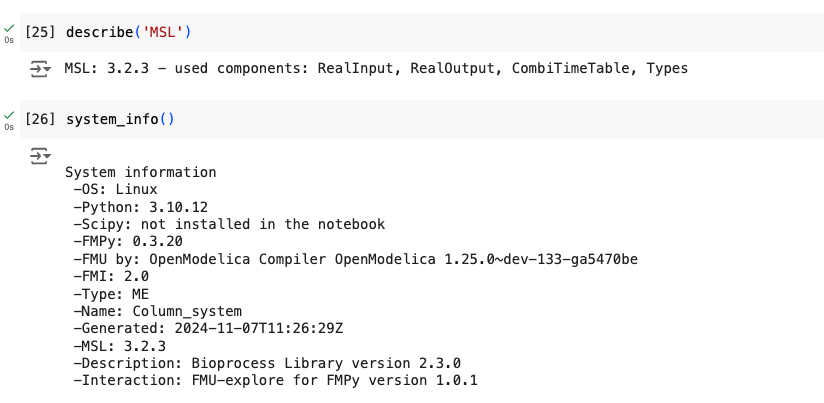 [25] describe('MSL')
0s
MSL: 3.2.3 – used components: RealInput, RealOutput, CombiTimeTable, Types
[26] system_info()
0s
System information
–OS: Linux
–Python: 3.10.12
–Scipy: not installed in the notebook
–FMPy: 0.3.20
–FMU by: OpenModelica Compiler OpenModelica 1.25.0~dev-133-ga5470be
–FMI: 2.0
–Type: ME
–Name: Column_system
–Generated: 2024-11-07T11:26:29Z
–MSL: 3.2.3
–Description: Bioprocess Library version 2.3.0
–Interaction: FMU-explore for FMPy version 1.0.1